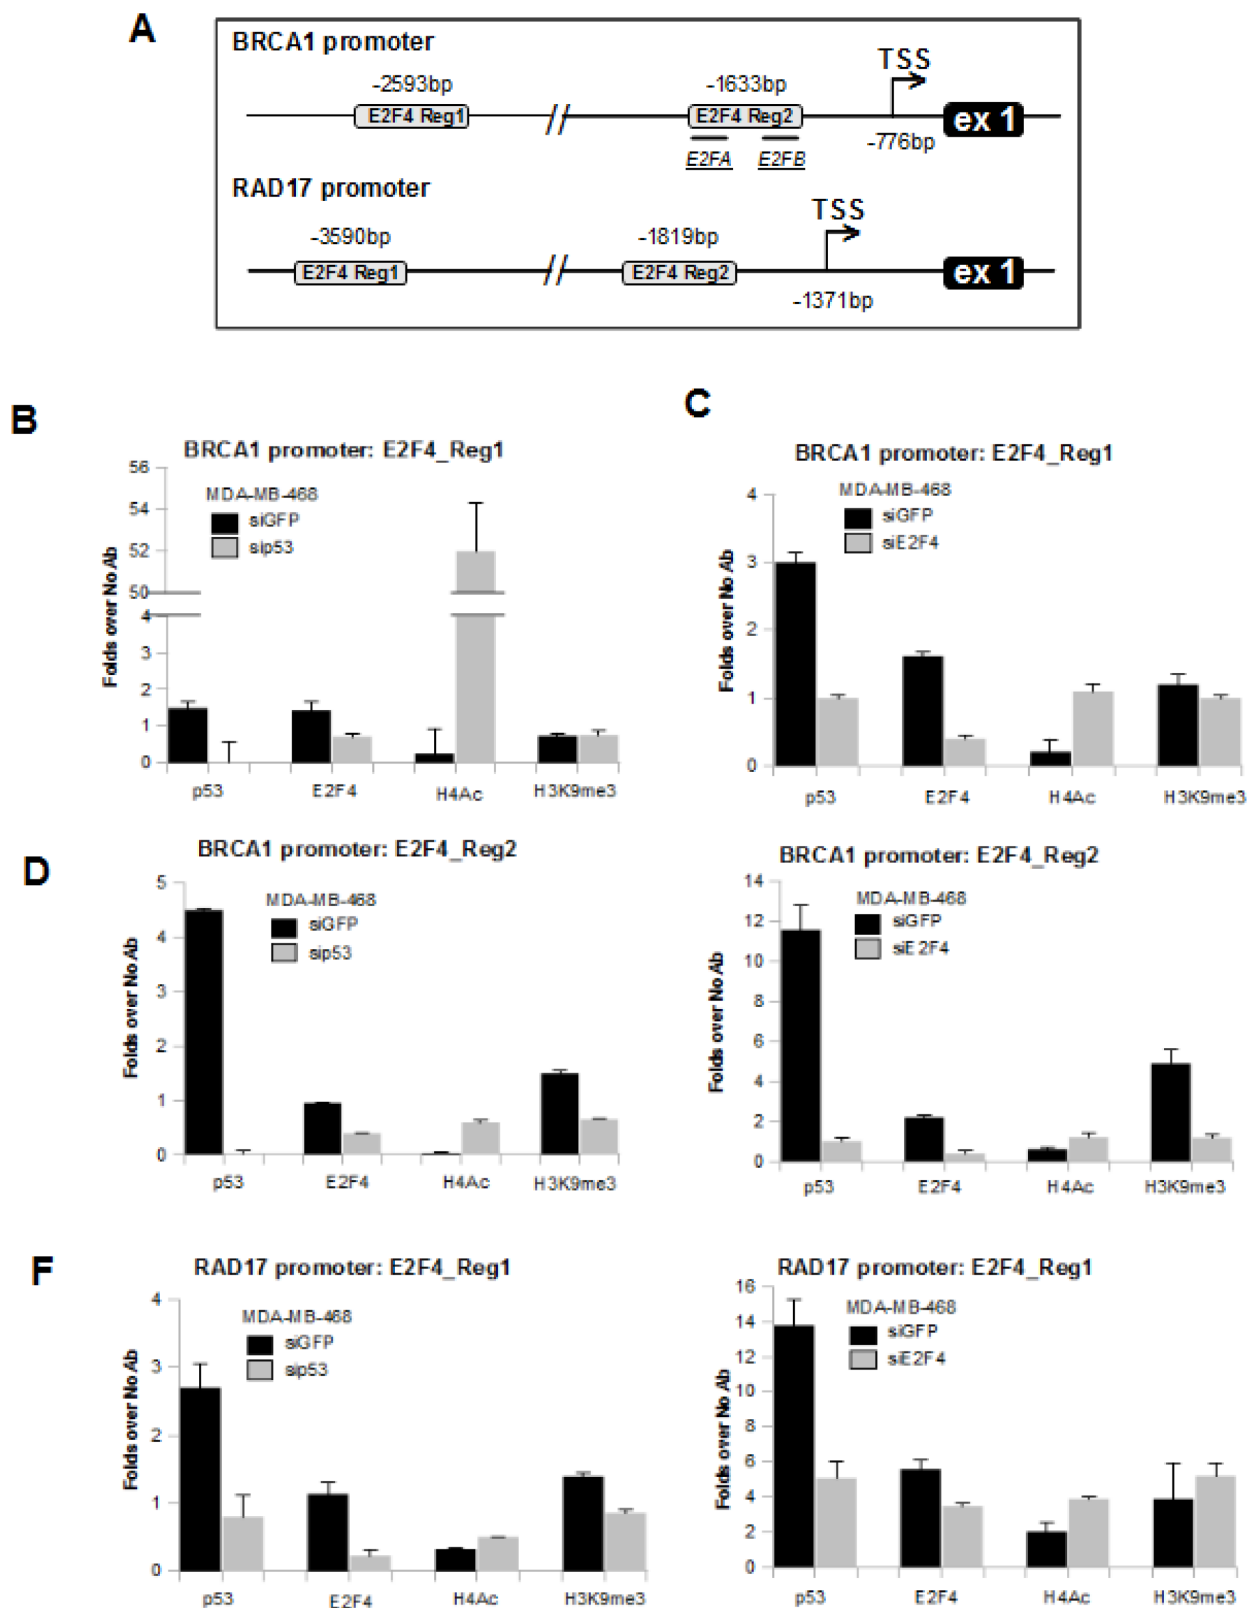 A
BRCA1 promoter
TSS
-2593bp
-1633bp
E2F4 Reg1
E2F4 Reg2
ex 1
-776bp
E2FA
E2FB
RAD17 promoter
TSS
-3590bp
-1819bp
E2F4 Reg1
E2F4 Reg2
ex 1
-1371bp
B
BRCA1 promoter: E2F4_Reg1
MDA-MB-468
siGFP
sip53
Folds over No Ab
56
54
52
50
4
3
2
1
0
p53
E2F4
H4Ac
H3K9me3
C
BRCA1 promoter: E2F4_Reg1
MDA-MB-468
siGFP
siE2F4
Folds over No Ab
4
3
2
1
0
p53
E2F4
H4Ac
H3K9me3
D
BRCA1 promoter: E2F4_Reg2
MDA-MB-468
siGFP
sip53
Folds over No Ab
5
4
3
2
1
0
p53
E2F4
H4Ac
H3K9me3
BRCA1 promoter: E2F4_Reg2
MDA-MB-468
siGFP
siE2F4
Folds over No Ab
14
12
10
8
6
4
2
0
p53
E2F4
H4Ac
H3K9me3
F
RAD17 promoter: E2F4_Reg1
MDA-MB-468
siGFP
sip53
Folds over No Ab
4
3
2
1
0
p53
E2F4
H4Ac
H3K9me3
RAD17 promoter: E2F4_Reg1
MDA-MB-468
siGFP
siE2F4
Folds over No Ab
16
14
12
10
8
6
4
2
0
p53
E2F4
H4Ac
H3K9me3